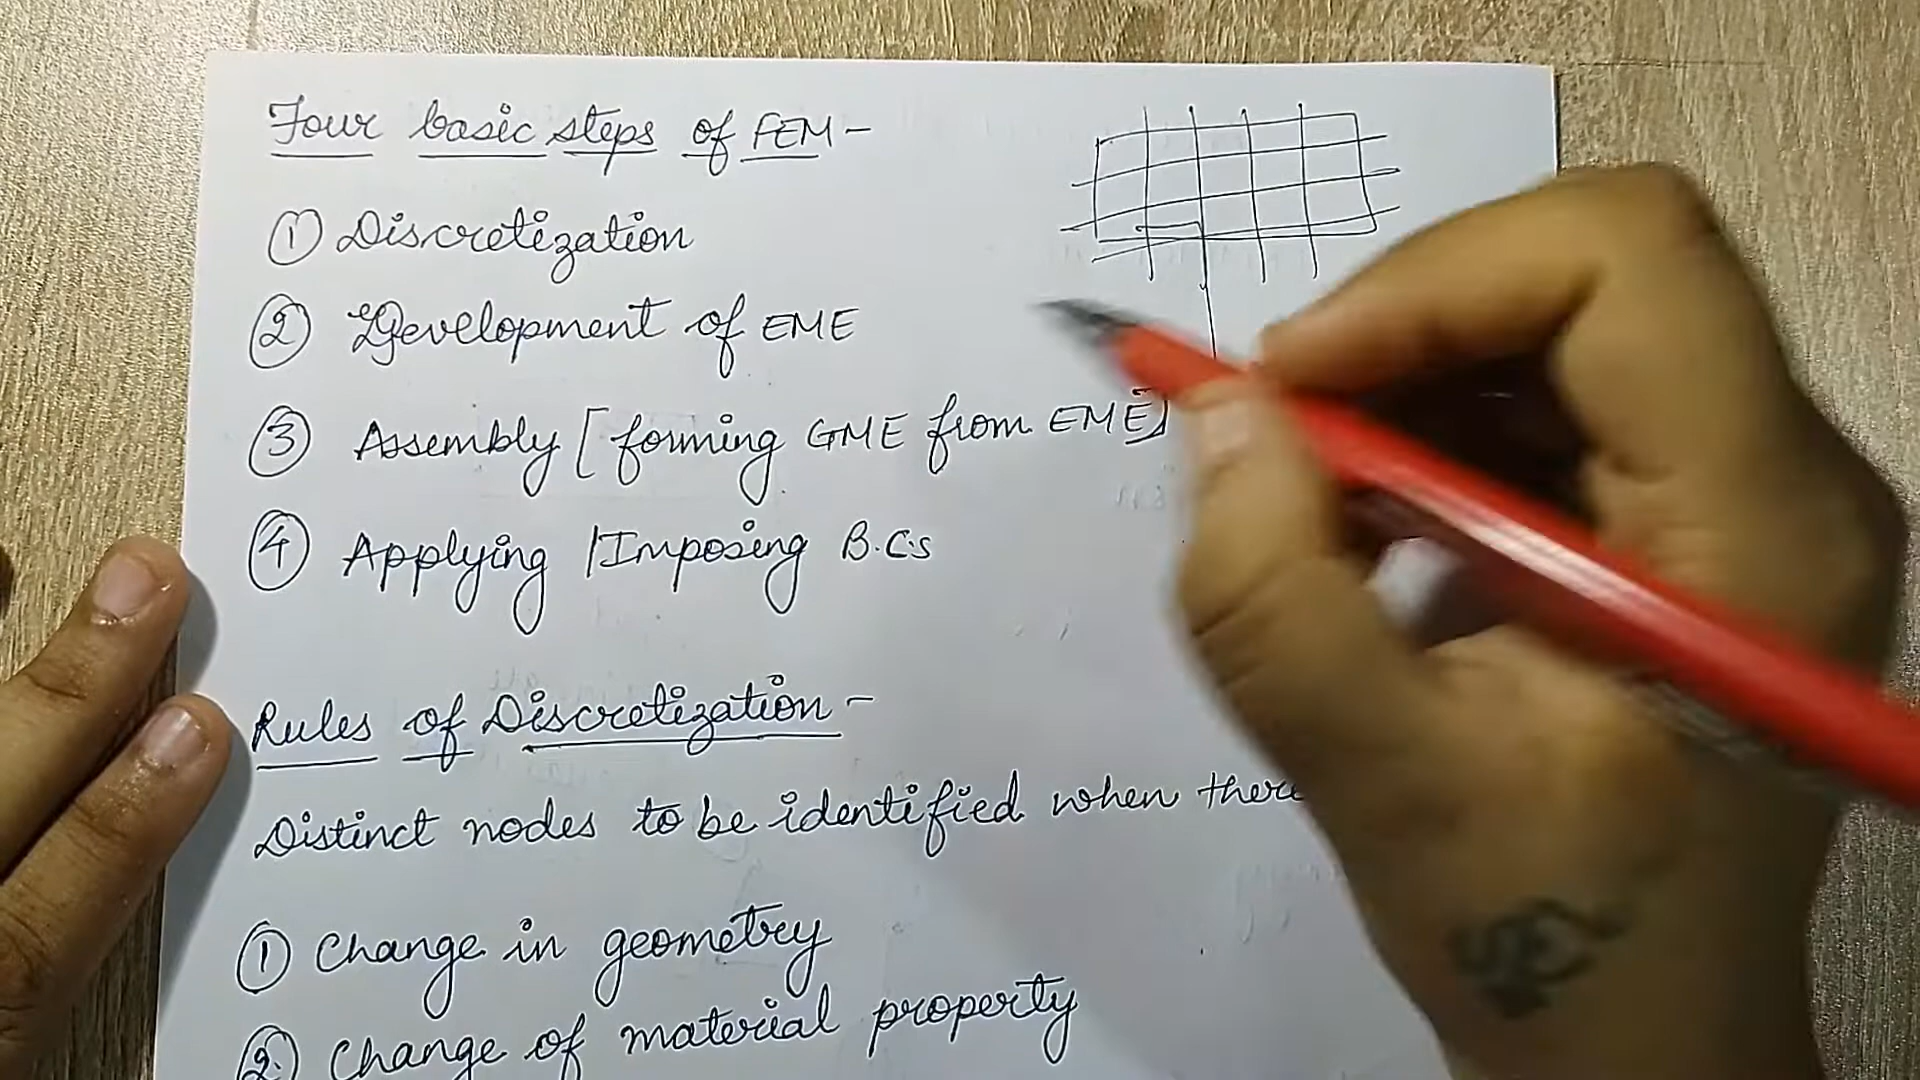 Four basic steps of FEM -
① Discretization
② Development of EME
③ Assembly [forming GME from EME]
④ Applying / Imposing B.C.s
Rules of Discretization -
Distinct nodes to be identified when there
① Change in geometry
② Change of material property